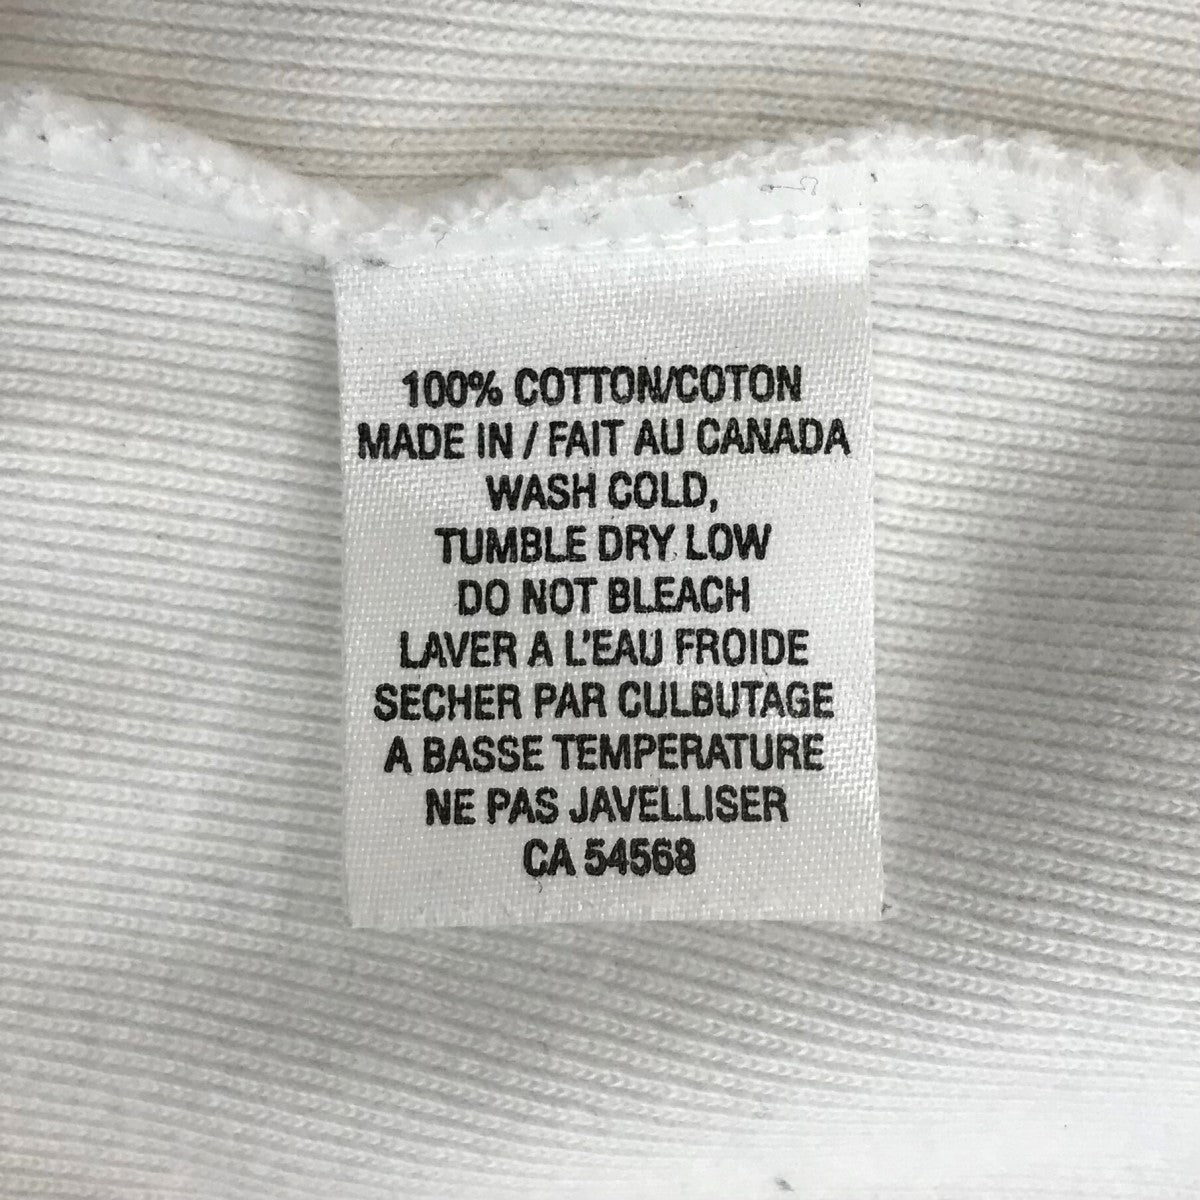 100% COTTON/COTON
MADE IN / FAIT AU CANADA
WASH COLD,
TUMBLE DRY LOW
DO NOT BLEACH
LAVER A L'EAU FROIDE
SECHER PAR CULBUTAGE
A BASSE TEMPERATURE
NE PAS JAVELLISER
CA 54568